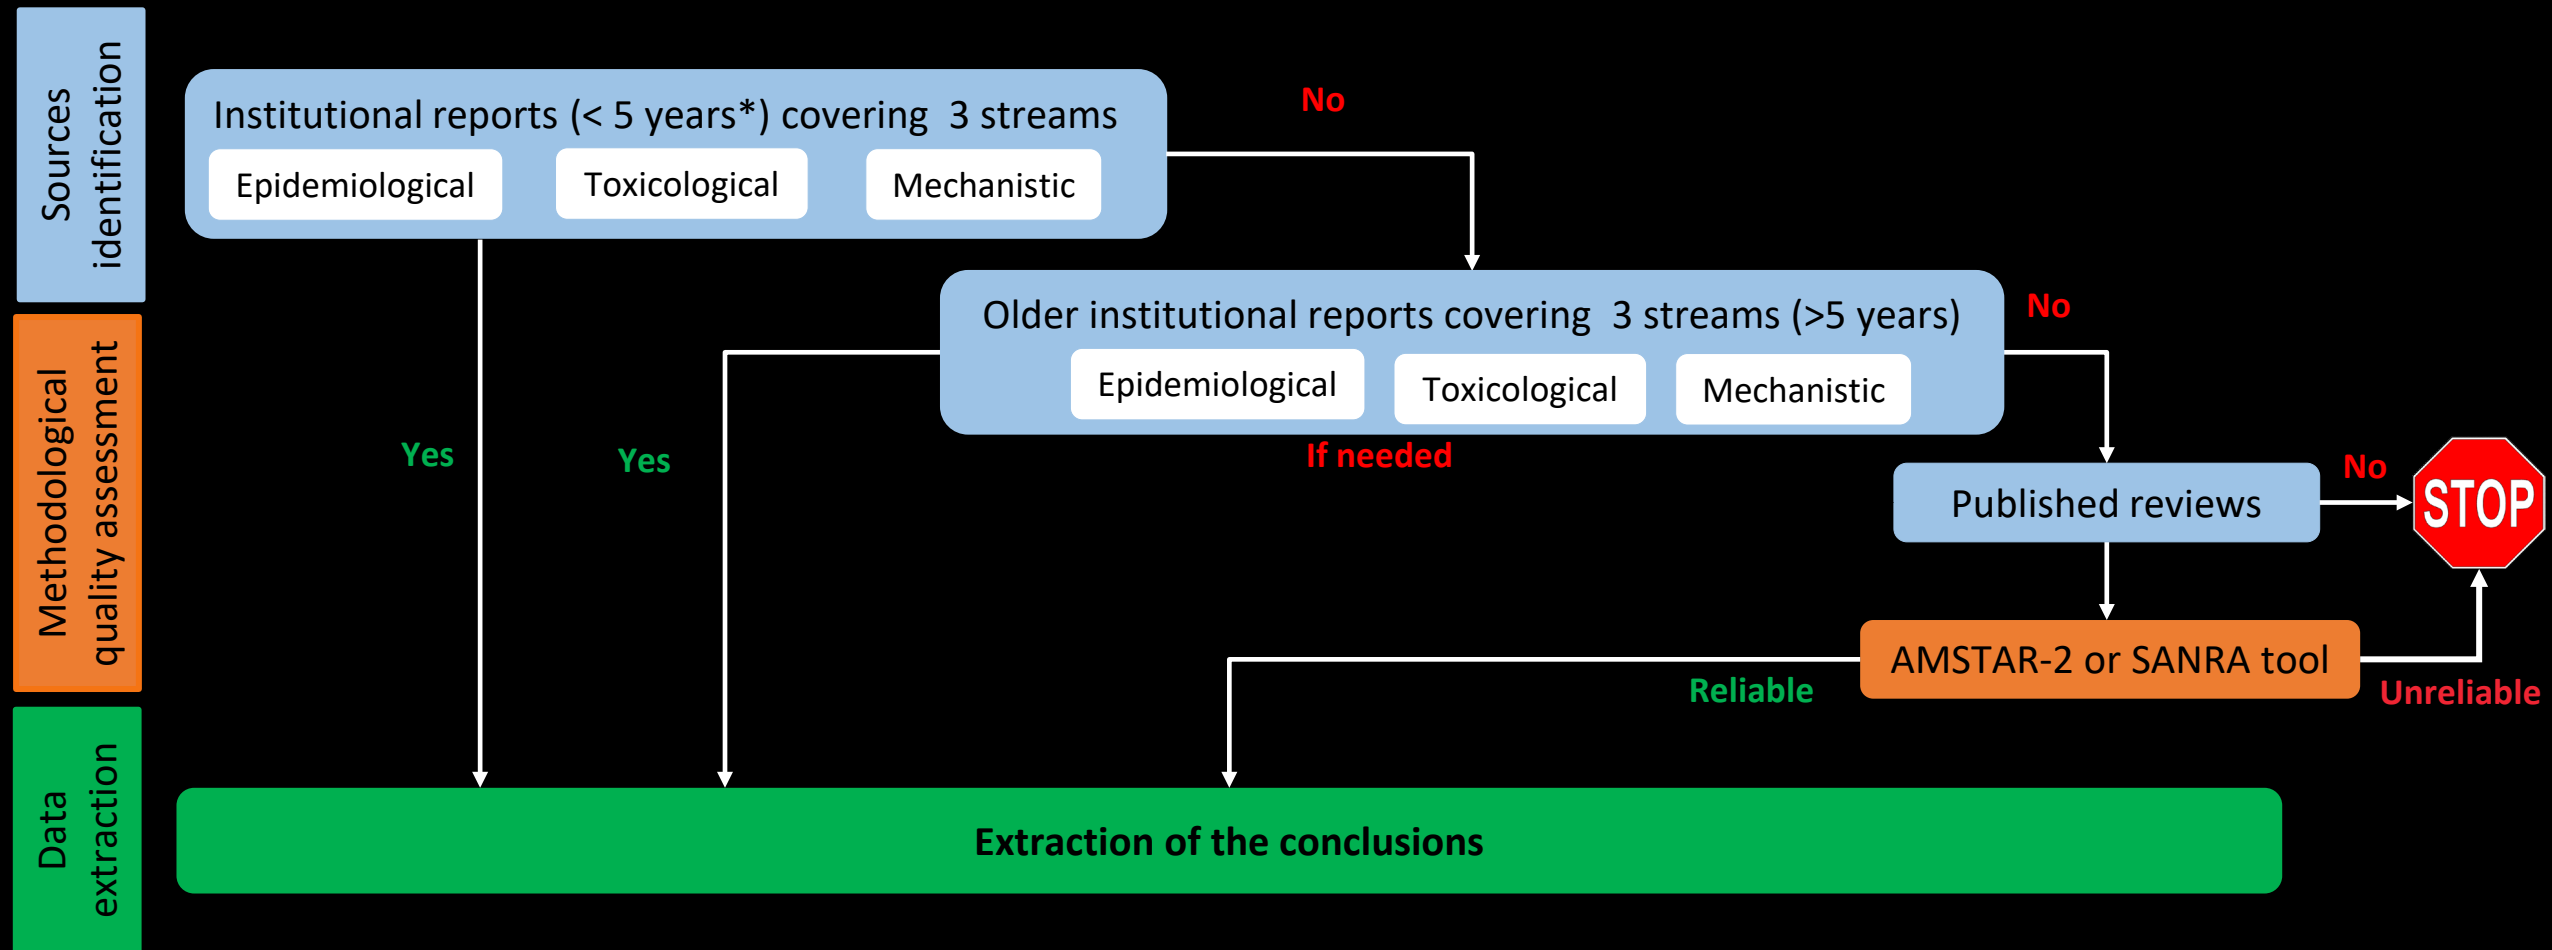 Sources
identification
Institutional reports (< 5 years*) covering  3 streams
Epidemiological
Toxicological
Mechanistic
No
Older institutional reports covering  3 streams (>5 years)
Epidemiological
Toxicological
Mechanistic
No
Methodological
quality assessment
Yes
Yes
If needed
Published reviews
No
STOP
AMSTAR-2 or SANRA tool
Reliable
Unreliable
Data
extraction
Extraction of the conclusions